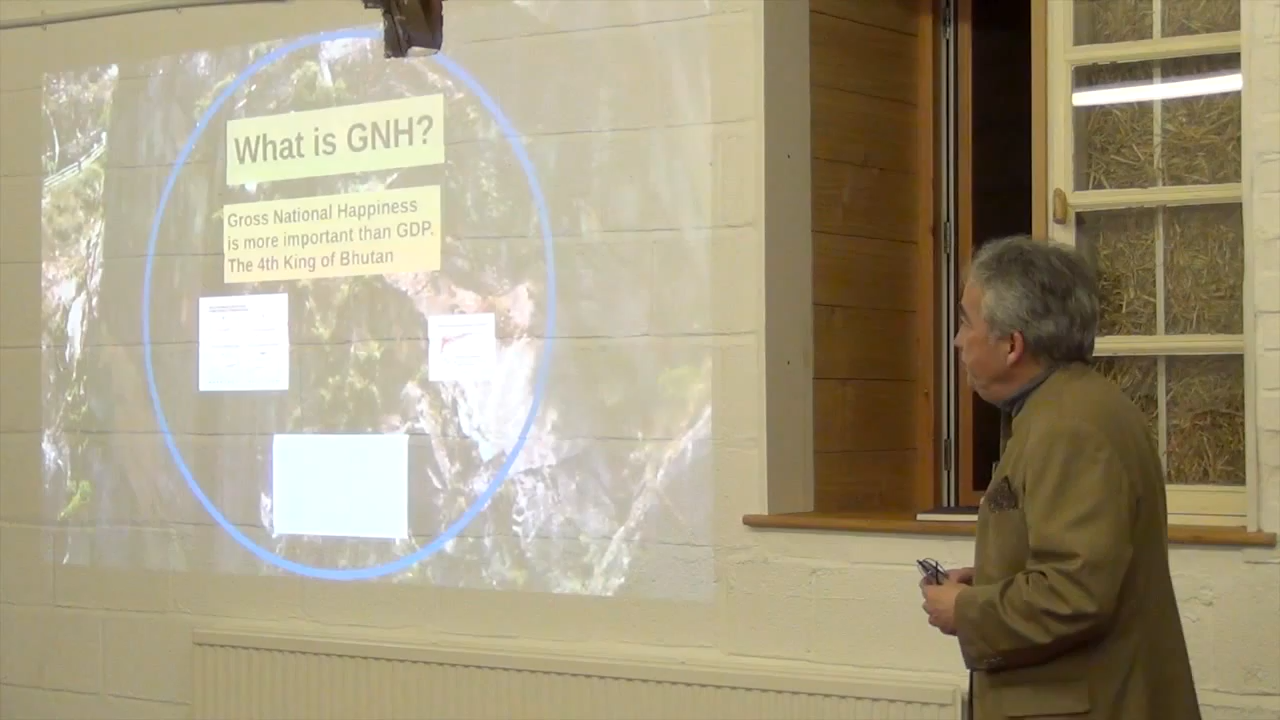 What is GNH?
Gross National Happiness
is more important than GDP.
The 4th King of Bhutan